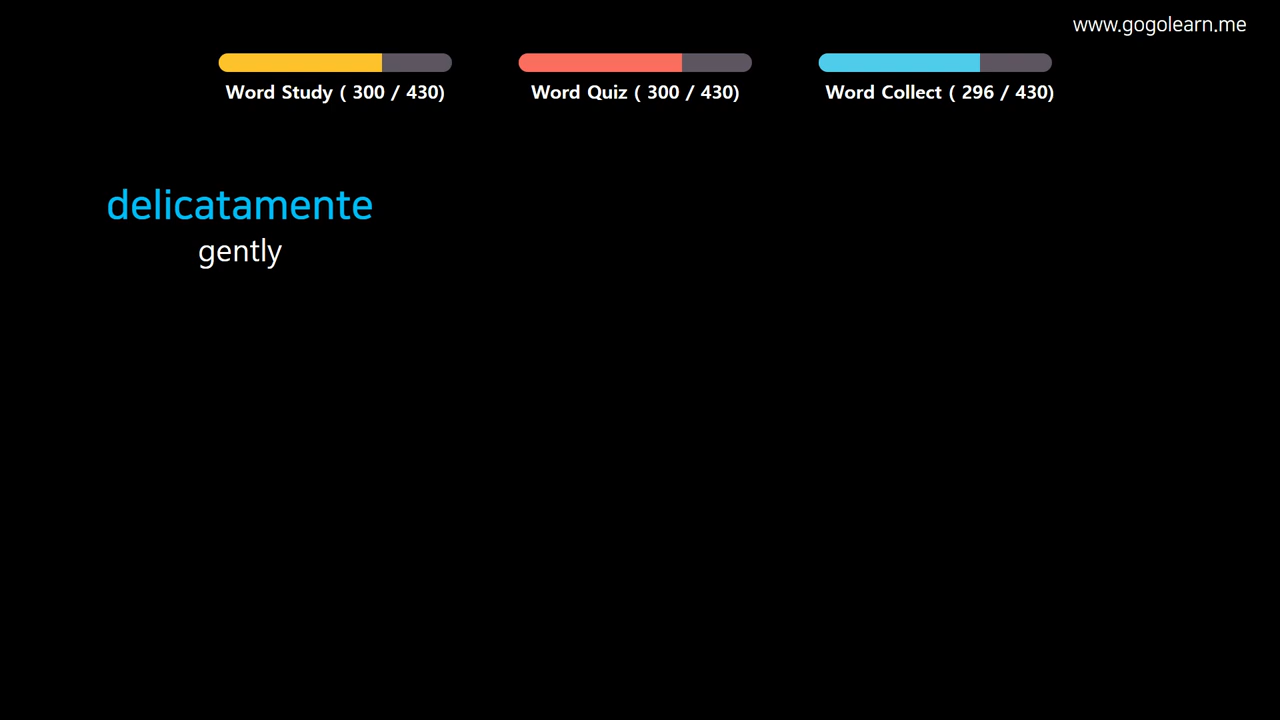 www.gogolearn.me
Word Study ( 300 / 430)
Word Quiz ( 300 / 430)
Word Collect ( 296 / 430)
delicatamente
gently